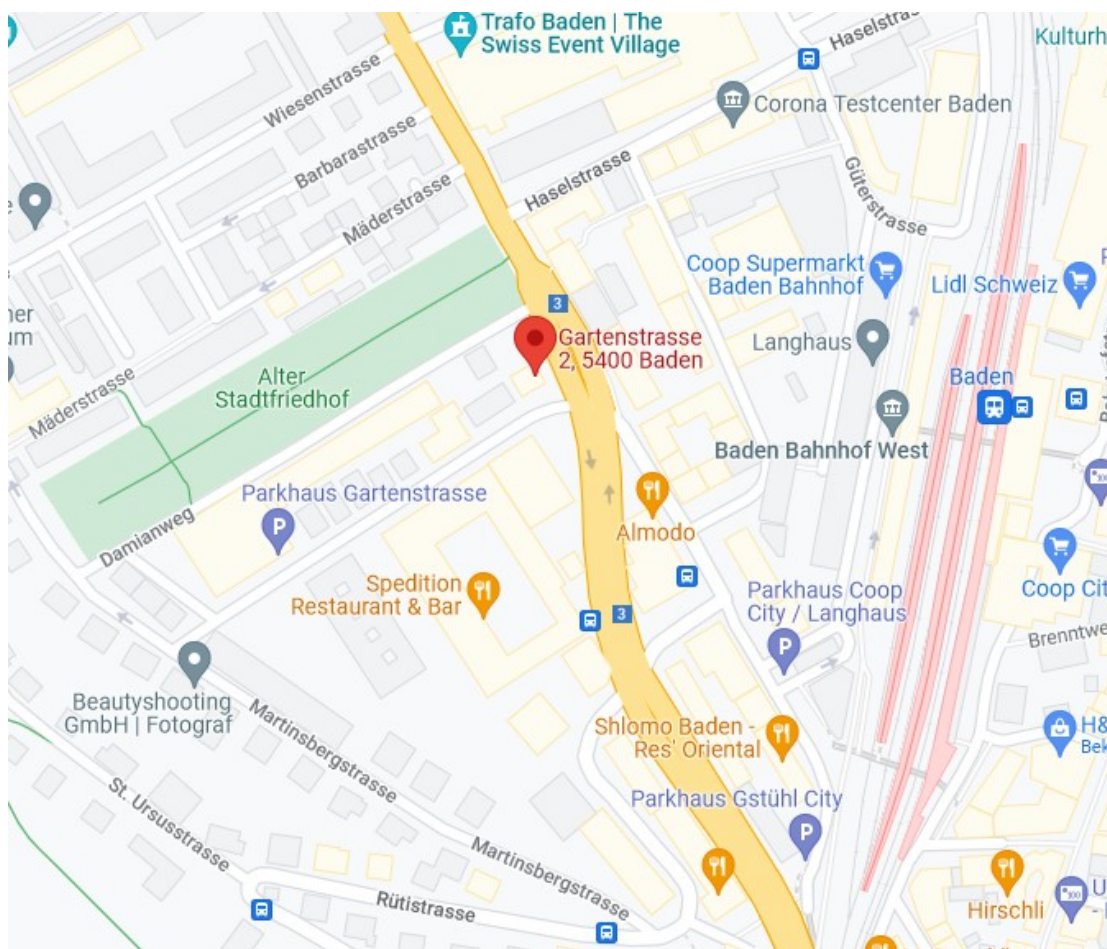 Trafo Baden | The
Swiss Event Village
Haselstrasse
Kulturh
Wiesenstrasse
Corona Testcenter Baden
Barbarastrasse
Haselstrasse
Güterstrasse
Mäderstrasse
Coop Supermarkt
Baden Bahnhof
Lidl Schweiz
3
Gartenstrasse
2, 5400 Baden
Langhaus
Alter
Stadtfriedhof
Baden
Mäderstrasse
Baden Bahnhof West
Parkhaus Gartenstrasse
P
Almodo
Damianweg
Spedition
Restaurant & Bar
Parkhaus Coop
City / Langhaus
P
Coop Cit
3
Brenntwe
Beautyshooting
GmbH | Fotograf
Martinsbergstrasse
Shlomo Baden -
Res' Oriental
H&
Bek
St. Ursusstrasse
Parkhaus Gstühl City
P
Martinsbergstrasse
Rütistrasse
Hirschli